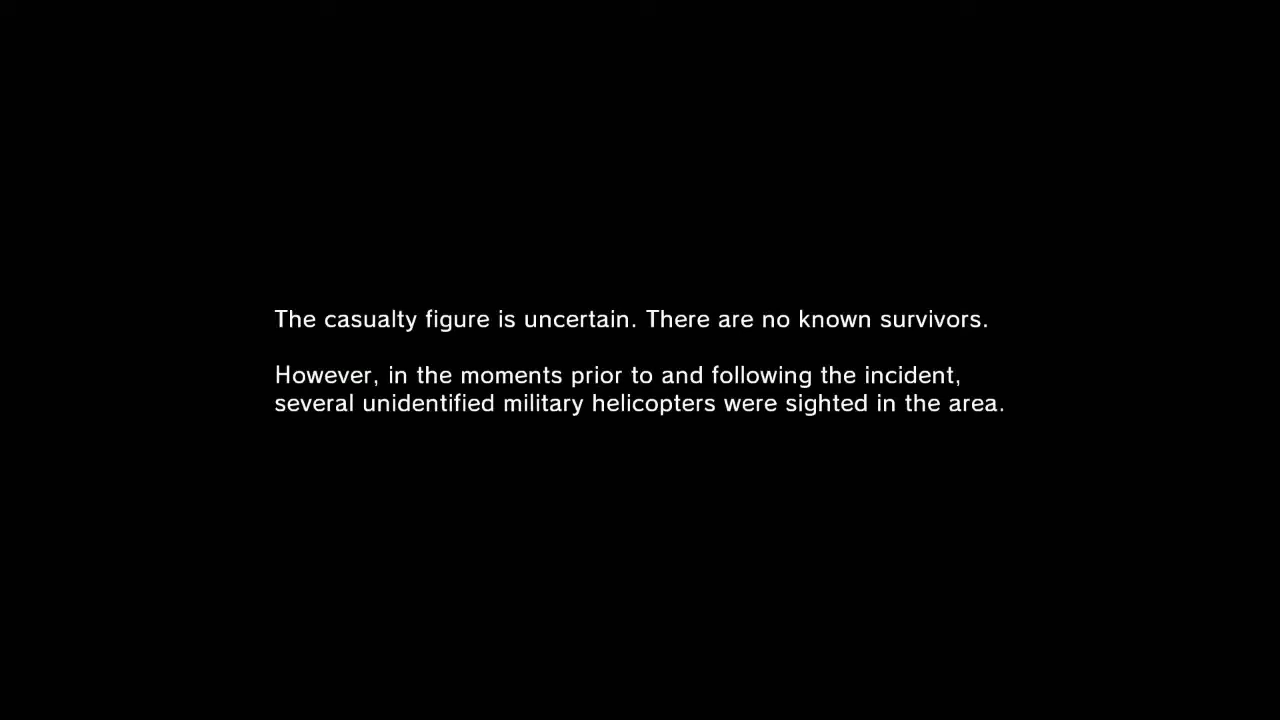 The casualty figure is uncertain. There are no known survivors.
However, in the moments prior to and following the incident,
several unidentified military helicopters were sighted in the area.